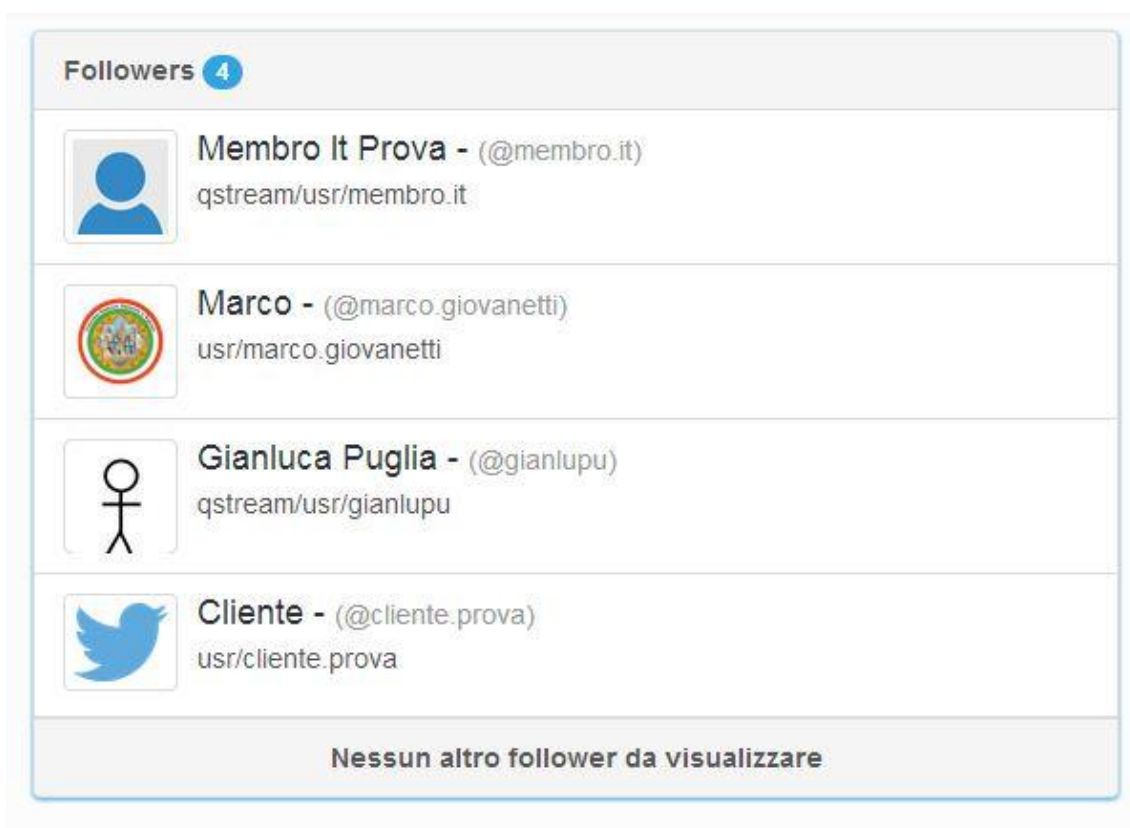 Followers 4
Membro It Prova - (@membro.it)
qstream/usr/membro.it
Marco - (@marco.giovanetti)
usr/marco.giovanetti
Gianluca Puglia - (@gianlupu)
qstream/usr/gianlupu
Cliente - (@cliente.prova)
usr/cliente.prova
Nessun altro follower da visualizzare